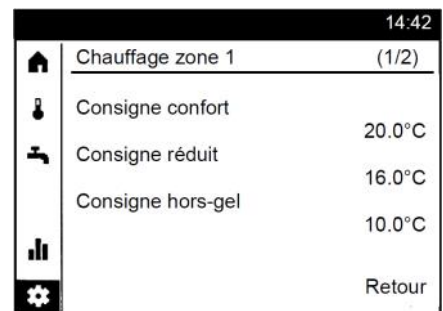 14:42
Chauffage zone 1 (1/2)
Consigne confort
20.0°C
Consigne réduit
16.0°C
Consigne hors-gel
10.0°C
Retour